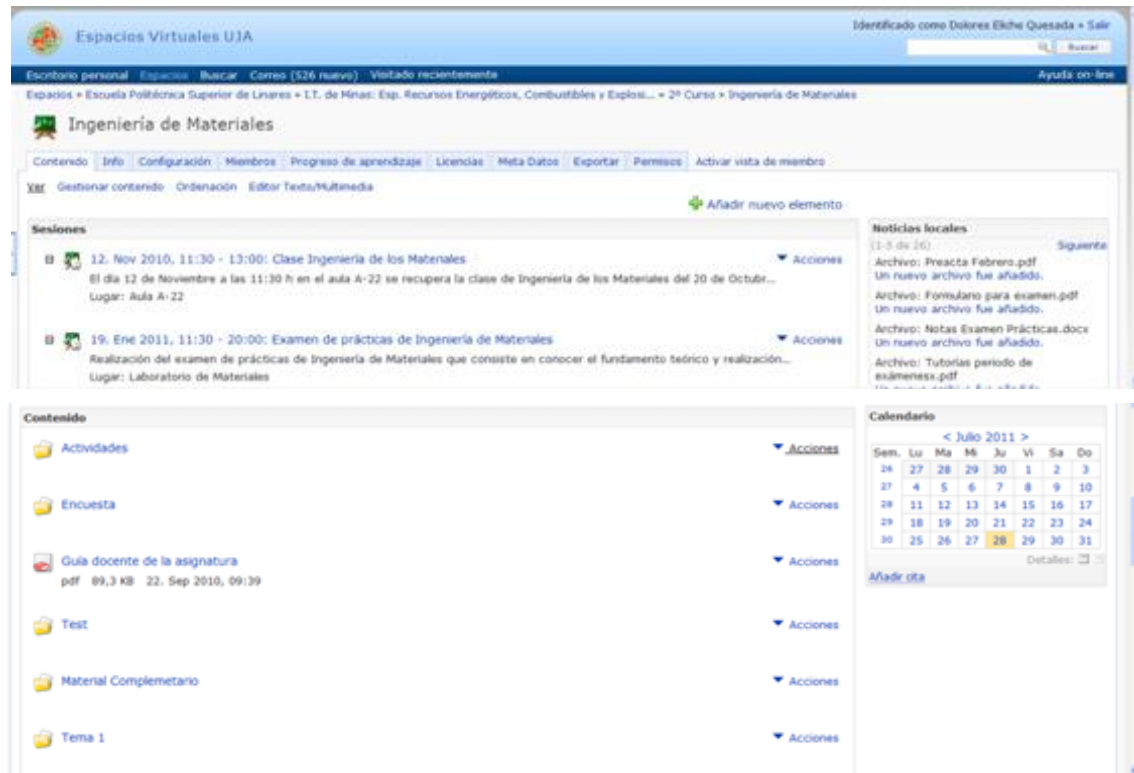 Identificado como Dolores Eliche Quesada » Salir
Espacios Virtuales UJA
Buscar
Escritorio personal Espacios Buscar Correo (526 nuevo) Visitado recientemente Ayuda on-line
Espacios » Escuela Politécnica Superior de Linares » I.T. de Minas: Esp. Recursos Energéticos, Combustibles y Explosi... » 2º Curso » Ingeniería de Materiales
Ingeniería de Materiales
Contenido Info Configuración Miembros Progreso de aprendizaje Licencias Meta Datos Exportar Permisos Activar vista de miembro
Ver Gestionar contenido Ordenación Editor Texto/Multimedia
Añadir nuevo elemento
Sesiones
12. Nov 2010, 11:30 - 13:00: Clase Ingeniería de los Materiales Acciones
El día 12 de Noviembre a las 11:30 h en el aula A-22 se recupera la clase de Ingeniería de los Materiales del 20 de Octubr...
Lugar: Aula A-22
19. Ene 2011, 11:30 - 20:00: Examen de prácticas de Ingeniería de Materiales Acciones
Realización del examen de prácticas de Ingeniería de Materiales que consiste en conocer el fundamento teórico y realización...
Lugar: Laboratorio de Materiales
Noticias locales
(1-5 de 26) Siguiente
Archivo: Preacta Febrero.pdf
Un nuevo archivo fue añadido.
Archivo: Formulario para examen.pdf
Un nuevo archivo fue añadido.
Archivo: Notas Examen Prácticas.docx
Un nuevo archivo fue añadido.
Archivo: Tutorías periodo de
exámenesx.pdf
Un nuevo archivo fue añadido.
Contenido
Actividades Acciones
Encuesta Acciones
Guía docente de la asignatura Acciones
pdf 89,3 KB 22. Sep 2010, 09:39
Test Acciones
Material Complemetario Acciones
Tema 1 Acciones
Calendario
< Julio 2011 >
Sem. Lu Ma Mi Ju Vi Sa Do
26 27 28 29 30 1 2 3
27 4 5 6 7 8 9 10
28 11 12 13 14 15 16 17
29 18 19 20 21 22 23 24
30 25 26 27 28 29 30 31
Detalles:
Añadir cita